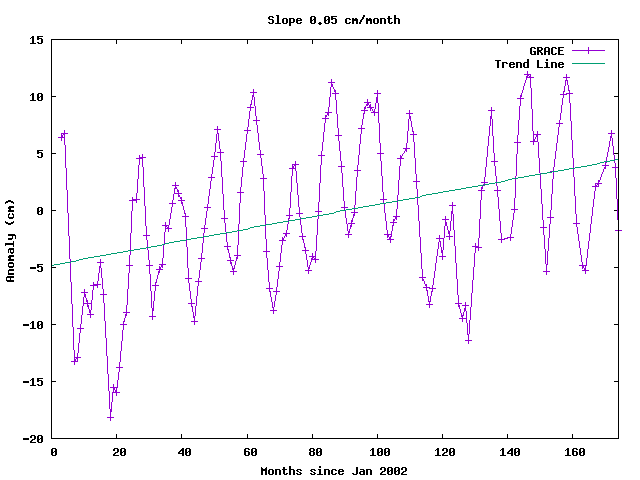 Slope 0.05 cm/month
GRACE
Trend Line
15
10
5
0
-5
-10
-15
-20
Anomaly (cm)
0 20 40 60 80 100 120 140 160
Months since Jan 2002